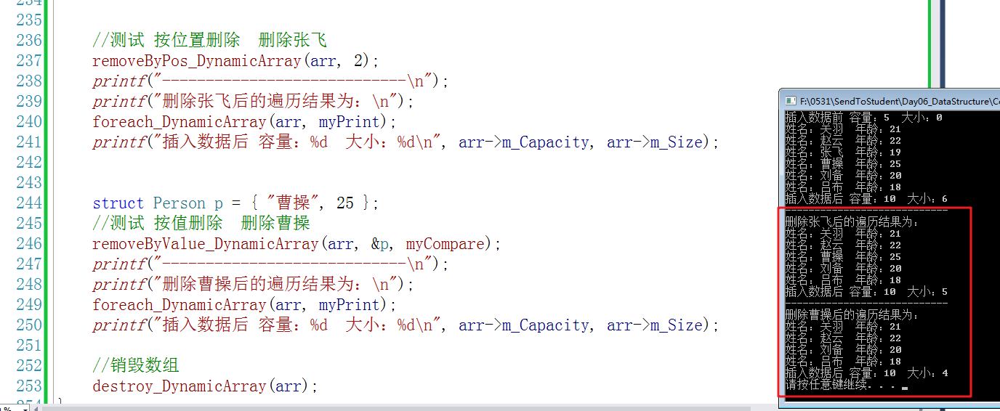 234
235
236 //测试 按位置删除  删除张飞
237 removeByPos_DynamicArray(arr, 2);
238 printf("----------------------------\n");
239 printf("删除张飞后的遍历结果为：\n");
240 foreach_DynamicArray(arr, myPrint);
241 printf("插入数据后 容量：%d  大小：%d\n", arr->m_Capacity, arr->m_Size);
242
243
244 struct Person p = { "曹操", 25 };
245 //测试 按值删除  删除曹操
246 removeByValue_DynamicArray(arr, &p, myCompare);
247 printf("----------------------------\n");
248 printf("删除曹操后的遍历结果为：\n");
249 foreach_DynamicArray(arr, myPrint);
250 printf("插入数据后 容量：%d  大小：%d\n", arr->m_Capacity, arr->m_Size);
251
252 //销毁数组
253 destroy_DynamicArray(arr);
254 }
F:\0531\SendToStudent\Day06_DataStructure\Co
插入数据前 容量：5  大小：0
姓名：关羽  年龄：21
姓名：赵云  年龄：22
姓名：张飞  年龄：19
姓名：曹操  年龄：25
姓名：刘备  年龄：20
姓名：吕布  年龄：18
插入数据后 容量：10  大小：6
----------------------------
删除张飞后的遍历结果为：
姓名：关羽  年龄：21
姓名：赵云  年龄：22
姓名：曹操  年龄：25
姓名：刘备  年龄：20
姓名：吕布  年龄：18
插入数据后 容量：10  大小：5
----------------------------
删除曹操后的遍历结果为：
姓名：关羽  年龄：21
姓名：赵云  年龄：22
姓名：刘备  年龄：20
姓名：吕布  年龄：18
插入数据后 容量：10  大小：4
请按任意键继续. . .